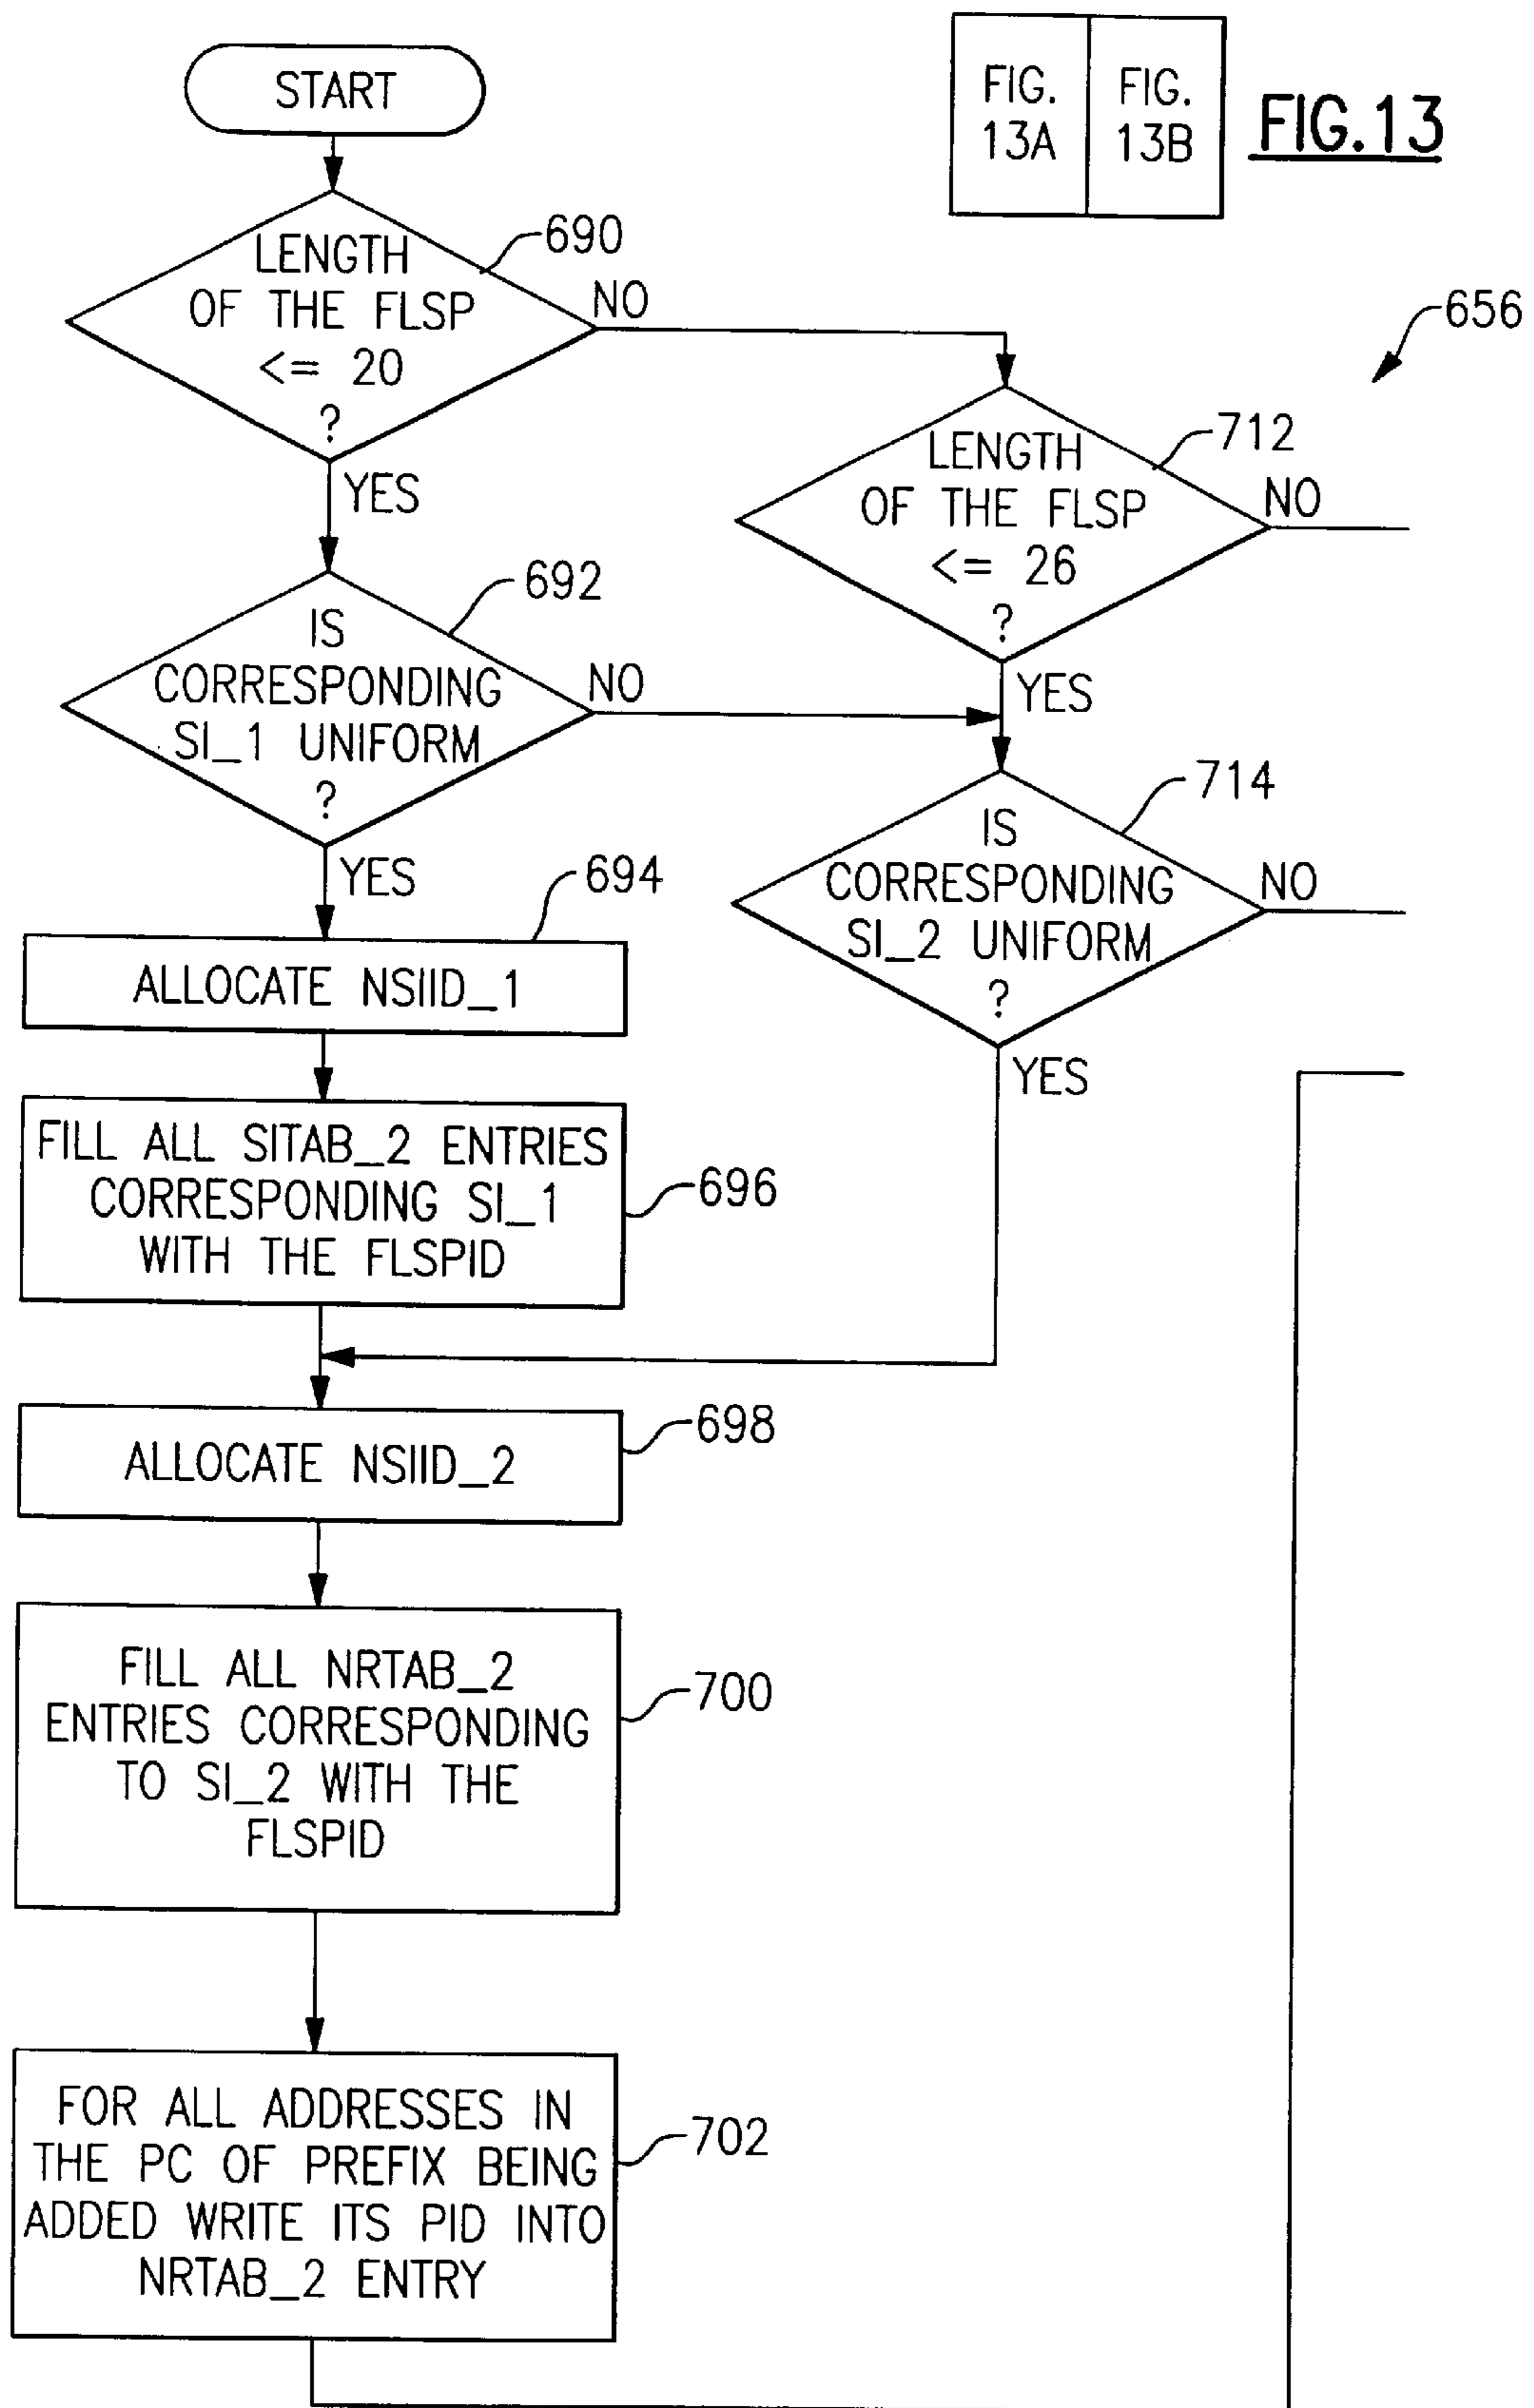 START
FIG.
13A
FIG.
13B
FIG.13
656
LENGTH
OF THE FLSP
<= 20
?
690
NO
YES
LENGTH
OF THE FLSP
<= 26
?
712
NO
YES
IS
CORRESPONDING
SI_1 UNIFORM
?
692
NO
YES
IS
CORRESPONDING
SI_2 UNIFORM
?
714
NO
YES
ALLOCATE NSIID_1
694
FILL ALL SITAB_2 ENTRIES
CORRESPONDING SI_1
WITH THE FLSPID
696
ALLOCATE NSIID_2
698
FILL ALL NRTAB_2
ENTRIES CORRESPONDING
TO SI_2 WITH THE
FLSPID
700
FOR ALL ADDRESSES IN
THE PC OF PREFIX BEING
ADDED WRITE ITS PID INTO
NRTAB_2 ENTRY
702